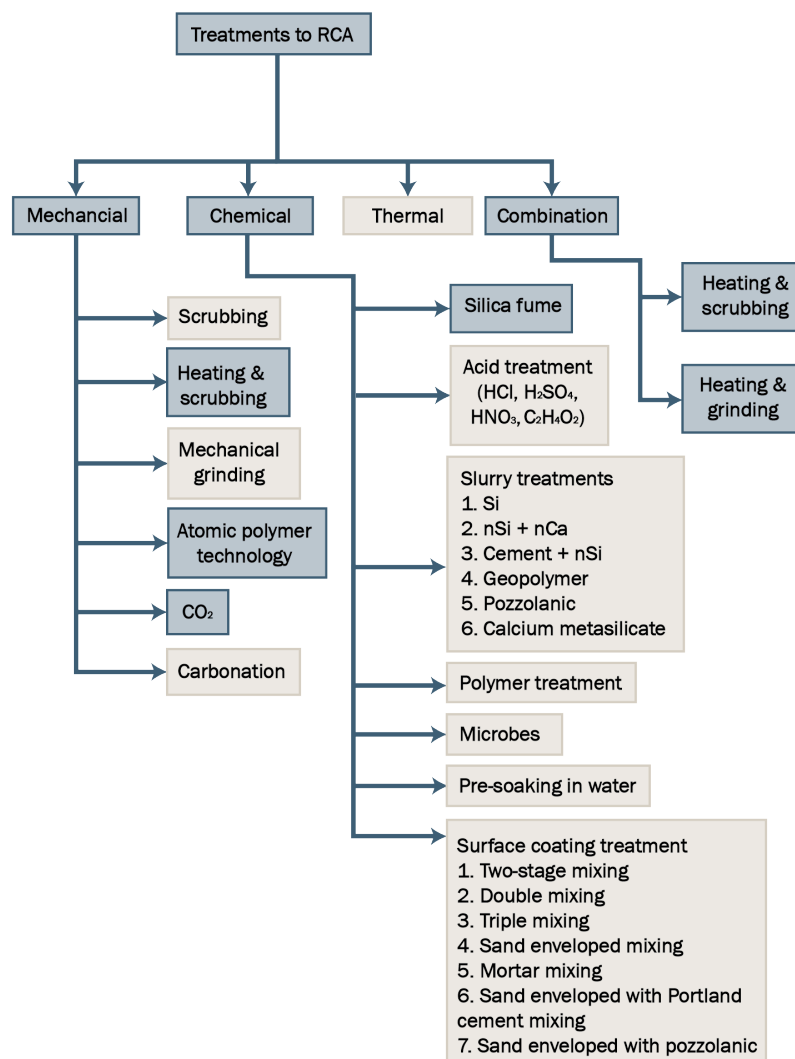 Treatments to RCA
Mechancial
Chemical
Thermal
Combination
Scrubbing
Heating &
scrubbing
Mechanical
grinding
Atomic polymer
technology
CO₂
Carbonation
Silica fume
Acid treatment
(HCl, H₂SO₄,
HNO₃, C₂H₄O₂)
Slurry treatments
1. Si
2. nSi + nCa
3. Cement + nSi
4. Geopolymer
5. Pozzolanic
6. Calcium metasilicate
Polymer treatment
Microbes
Pre-soaking in water
Surface coating treatment
1. Two-stage mixing
2. Double mixing
3. Triple mixing
4. Sand enveloped mixing
5. Mortar mixing
6. Sand enveloped with Portland
cement mixing
7. Sand enveloped with pozzolanic
Heating &
scrubbing
Heating &
grinding